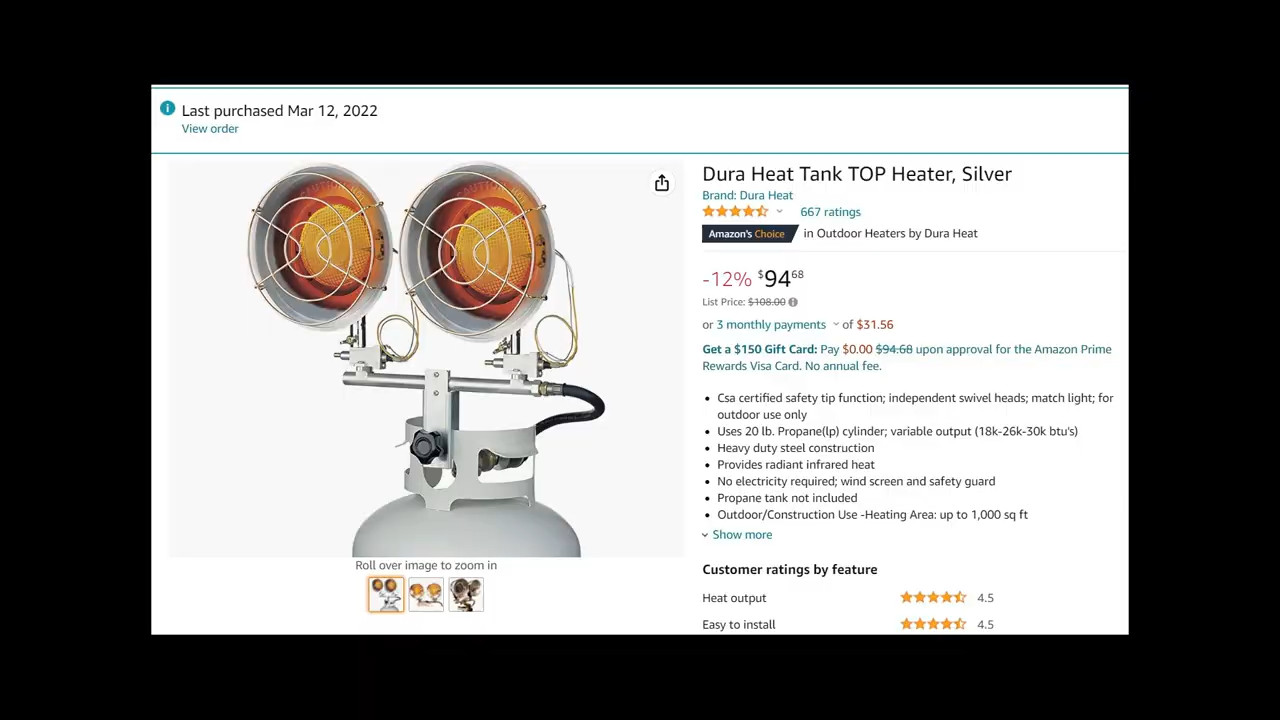 Last purchased Mar 12, 2022
View order
CAUTION HOT
CAUTION HOT
Roll over image to zoom in
Dura Heat Tank TOP Heater, Silver
Brand: Dura Heat
667 ratings
Amazon's Choice in Outdoor Heaters by Dura Heat
-12% $94 68
List Price: $108.00
or 3 monthly payments of $31.56
Get a $150 Gift Card: Pay $0.00 $94.68 upon approval for the Amazon Prime
Rewards Visa Card. No annual fee.
• Csa certified safety tip function; independent swivel heads; match light; for
outdoor use only
• Uses 20 lb. Propane(lp) cylinder; variable output (18k-26k-30k btu's)
• Heavy duty steel construction
• Provides radiant infrared heat
• No electricity required; wind screen and safety guard
• Propane tank not included
• Outdoor/Construction Use -Heating Area: up to 1,000 sq ft
Show more
Customer ratings by feature
Heat output 4.5
Easy to install 4.5